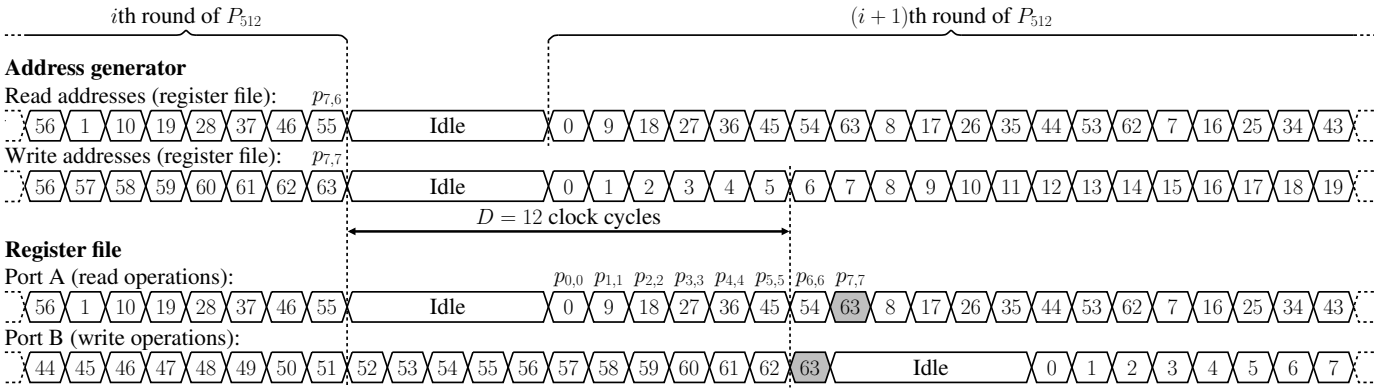 ith round of P512 (i + 1)th round of P512
Address generator
Read addresses (register file): p7,6
56 1 10 19 28 37 46 55 Idle 0 9 18 27 36 45 54 63 8 17 26 35 44 53 62 7 16 25 34 43
Write addresses (register file): p7,7
56 57 58 59 60 61 62 63 Idle 0 1 2 3 4 5 6 7 8 9 10 11 12 13 14 15 16 17 18 19
D = 12 clock cycles
Register file
Port A (read operations): p0,0 p1,1 p2,2 p3,3 p4,4 p5,5 p6,6 p7,7
56 1 10 19 28 37 46 55 Idle 0 9 18 27 36 45 54 63 8 17 26 35 44 53 62 7 16 25 34 43
Port B (write operations):
44 45 46 47 48 49 50 51 52 53 54 55 56 57 58 59 60 61 62 63 Idle 0 1 2 3 4 5 6 7